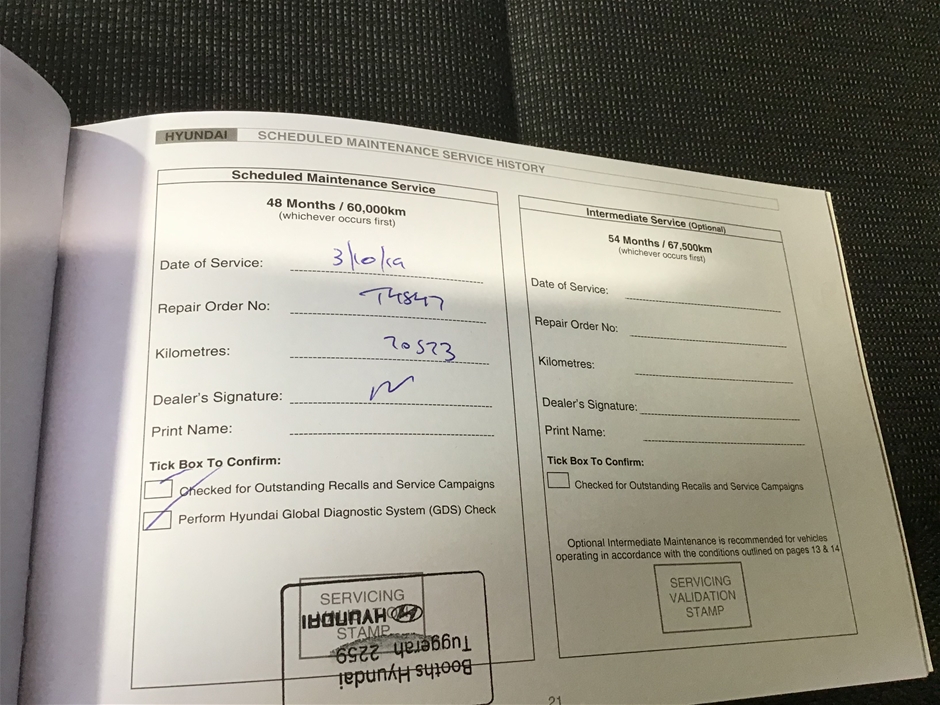 HYUNDAI SCHEDULED MAINTENANCE SERVICE HISTORY
Scheduled Maintenance Service
48 Months / 60,000km
(whichever occurs first)
Date of Service: 3/10/19
Repair Order No: T4847
Kilometres: 20523
Dealer's Signature:
Print Name:
Tick Box To Confirm:
Checked for Outstanding Recalls and Service Campaigns
Perform Hyundai Global Diagnostic System (GDS) Check
SERVICING
STAMP
HYUNDAI
Booths Hyundai
Tuggerah 2259
Intermediate Service (Optional)
54 Months / 67,500km
(whichever occurs first)
Date of Service:
Repair Order No:
Kilometres:
Dealer's Signature:
Print Name:
Tick Box To Confirm:
Checked for Outstanding Recalls and Service Campaigns
Optional Intermediate Maintenance is recommended for vehicles
operating in accordance with the conditions outlined on pages 13 & 14
SERVICING
VALIDATION
STAMP
21